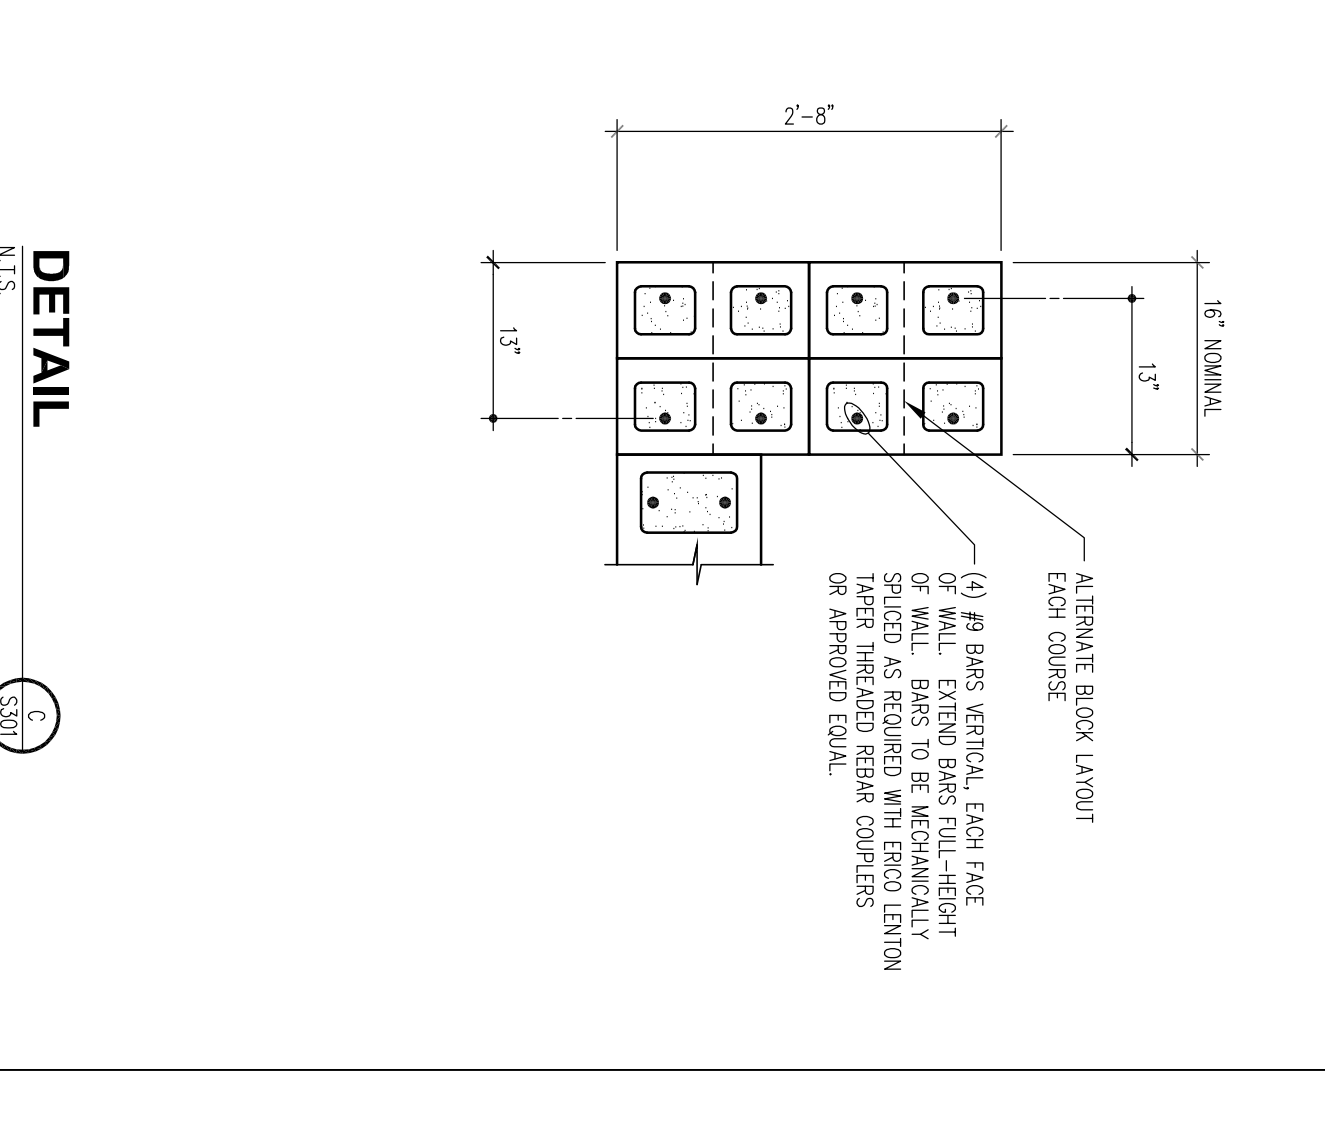 2'-8"
16" NOMINAL
13"
13"
ALTERNATE BLOCK LAYOUT
EACH COURSE
(4) #9 BARS VERTICAL, EACH FACE
OF WALL.  EXTEND BARS FULL-HEIGHT
OF WALL.  BARS TO BE MECHANICALLY
SPLICED AS REQUIRED WITH ERICO LENTON
TAPER THREADED REBAR COUPLERS
OR APPROVED EQUAL.
DETAIL
N.T.S.
C
S301